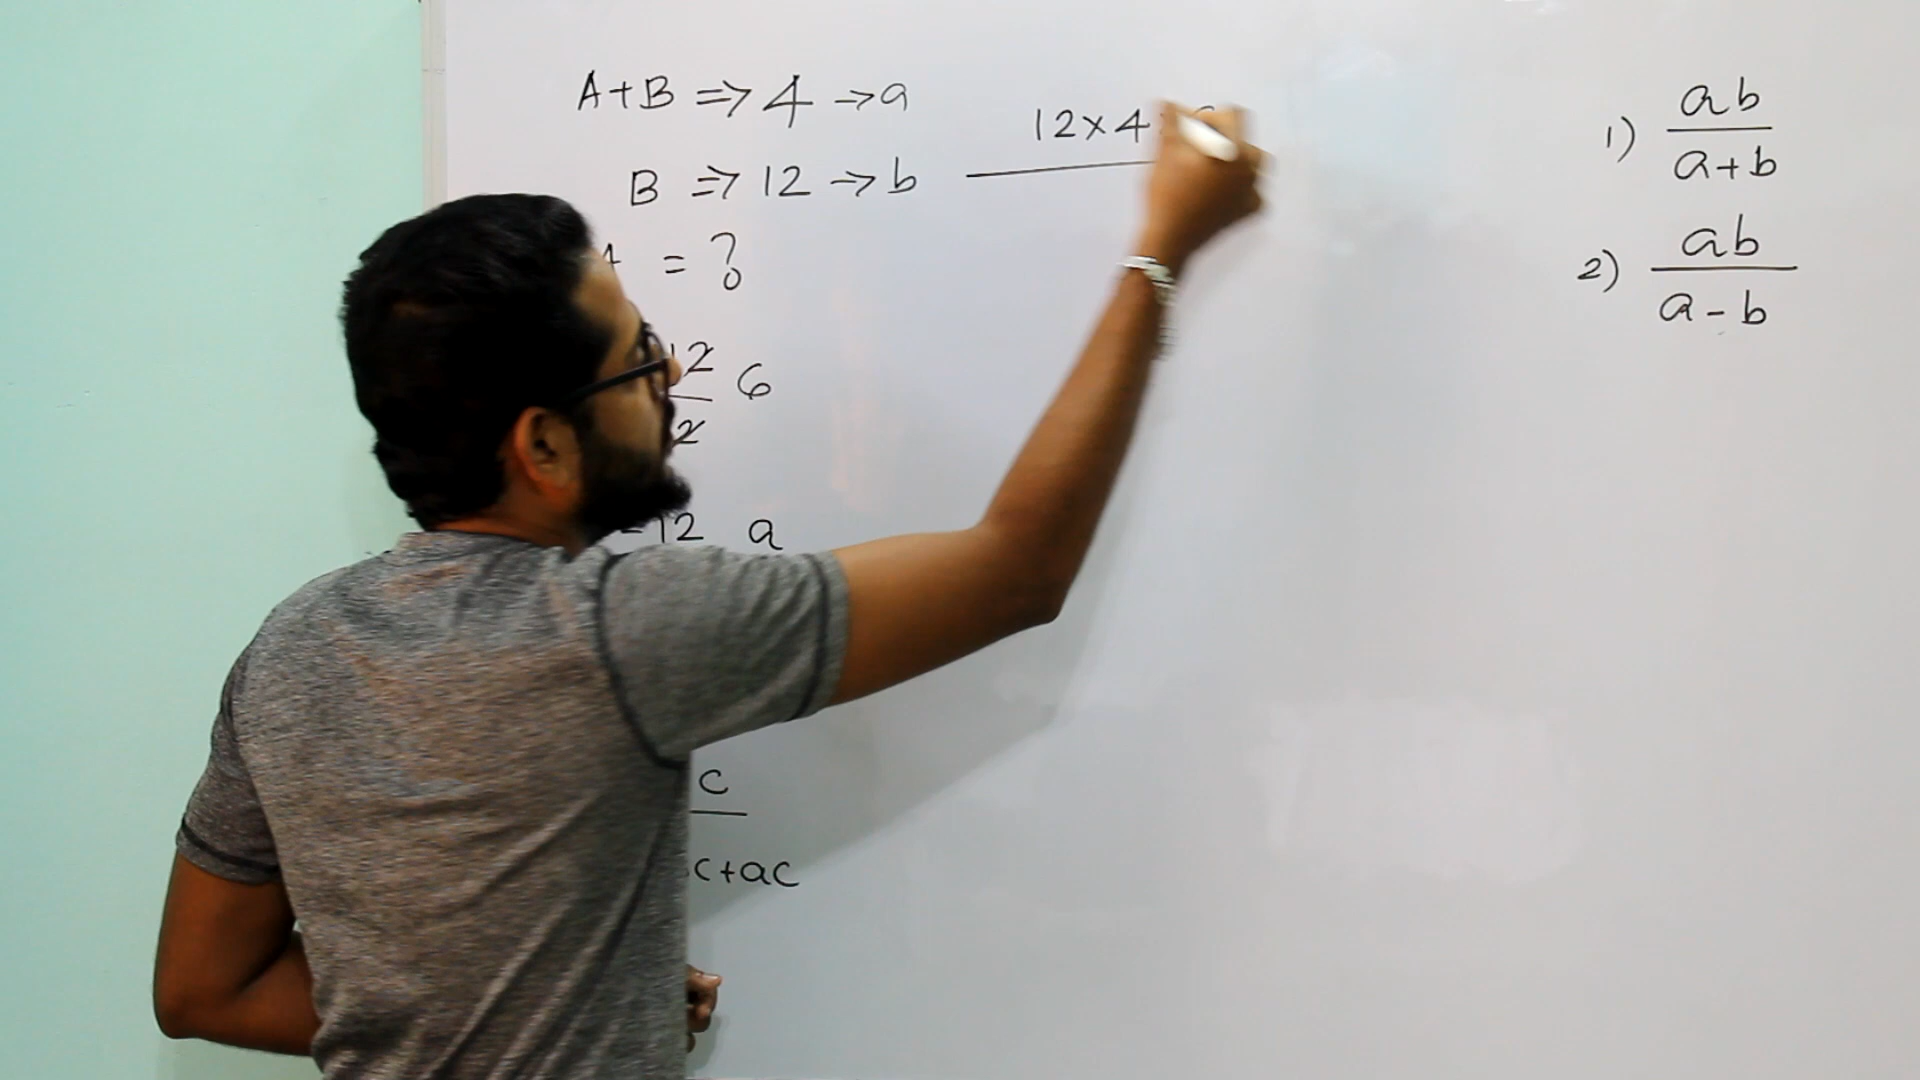 A+B => 4 -> a
B => 12 -> b
= ?
12
2
6
-12 a
c
c+ac
12×4
1) ab
a+b
2) ab
a-b